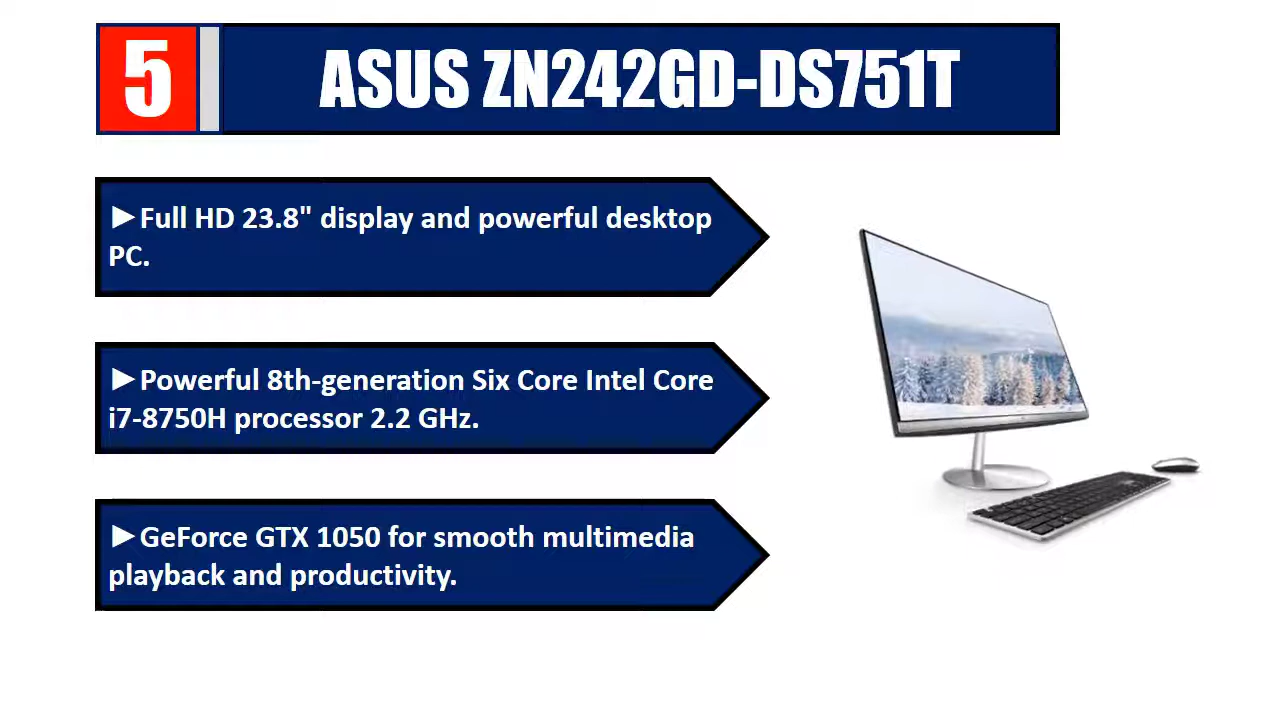 5
ASUS ZN242GD-DS751T
►Full HD 23.8" display and powerful desktop
PC.
►Powerful 8th-generation Six Core Intel Core
i7-8750H processor 2.2 GHz.
►GeForce GTX 1050 for smooth multimedia
playback and productivity.